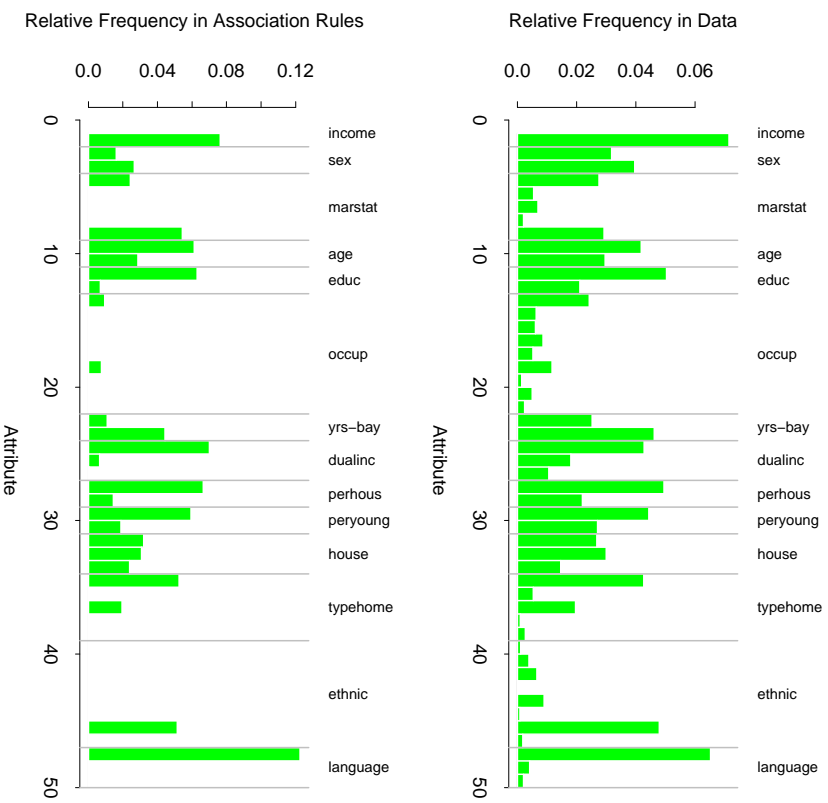 Relative Frequency in Association Rules
0.0 0.04 0.08 0.12
0
10
20
30
40
50
Attribute
income
sex
marstat
age
educ
occup
yrs−bay
dualinc
perhous
peryoung
house
typehome
ethnic
language
Relative Frequency in Data
0.0 0.02 0.04 0.06
0
10
20
30
40
50
Attribute
income
sex
marstat
age
educ
occup
yrs−bay
dualinc
perhous
peryoung
house
typehome
ethnic
language